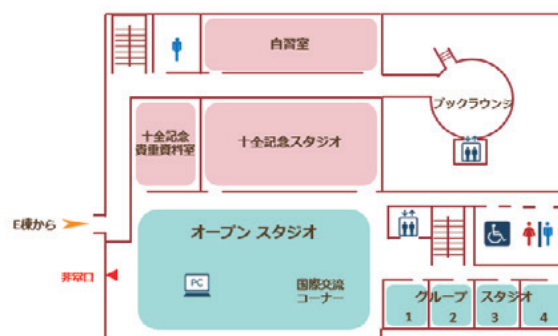 自習室
ブックラウンジ
十全記念
貴重資料室
十全記念スタジオ
E棟から
オープン スタジオ
PC
国際交流
コーナー
非常口
グループ スタジオ
1 2 3 4